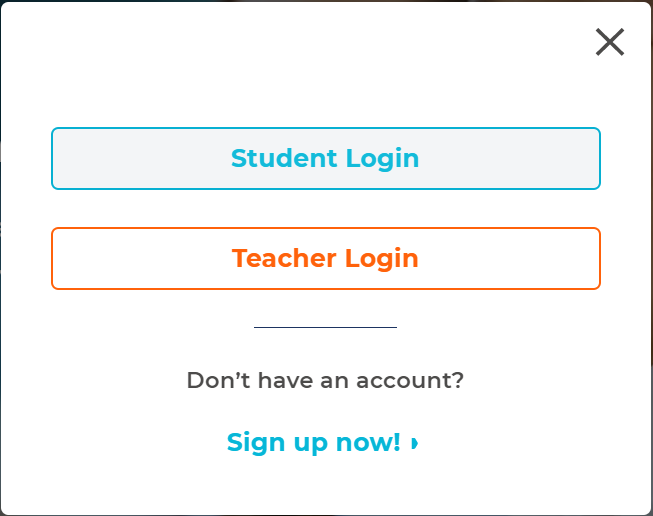 Student Login
Teacher Login
Don’t have an account?
Sign up now!